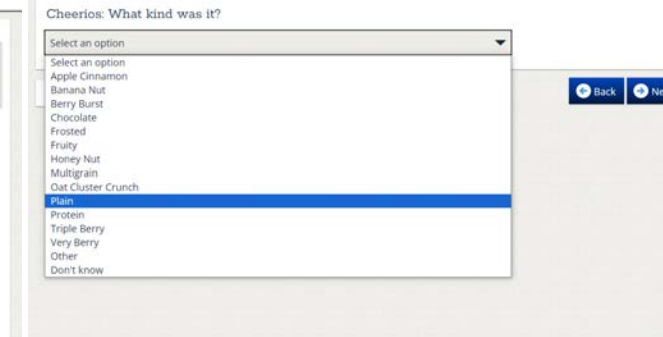 Cheerios: What kind was it?
Select an option
Select an option
Apple Cinnamon
Banana Nut
Berry Burst
Chocolate
Frosted
Fruity
Honey Nut
Multigrain
Oat Cluster Crunch
Plain
Protein
Triple Berry
Very Berry
Other
Don't know
Back Ne